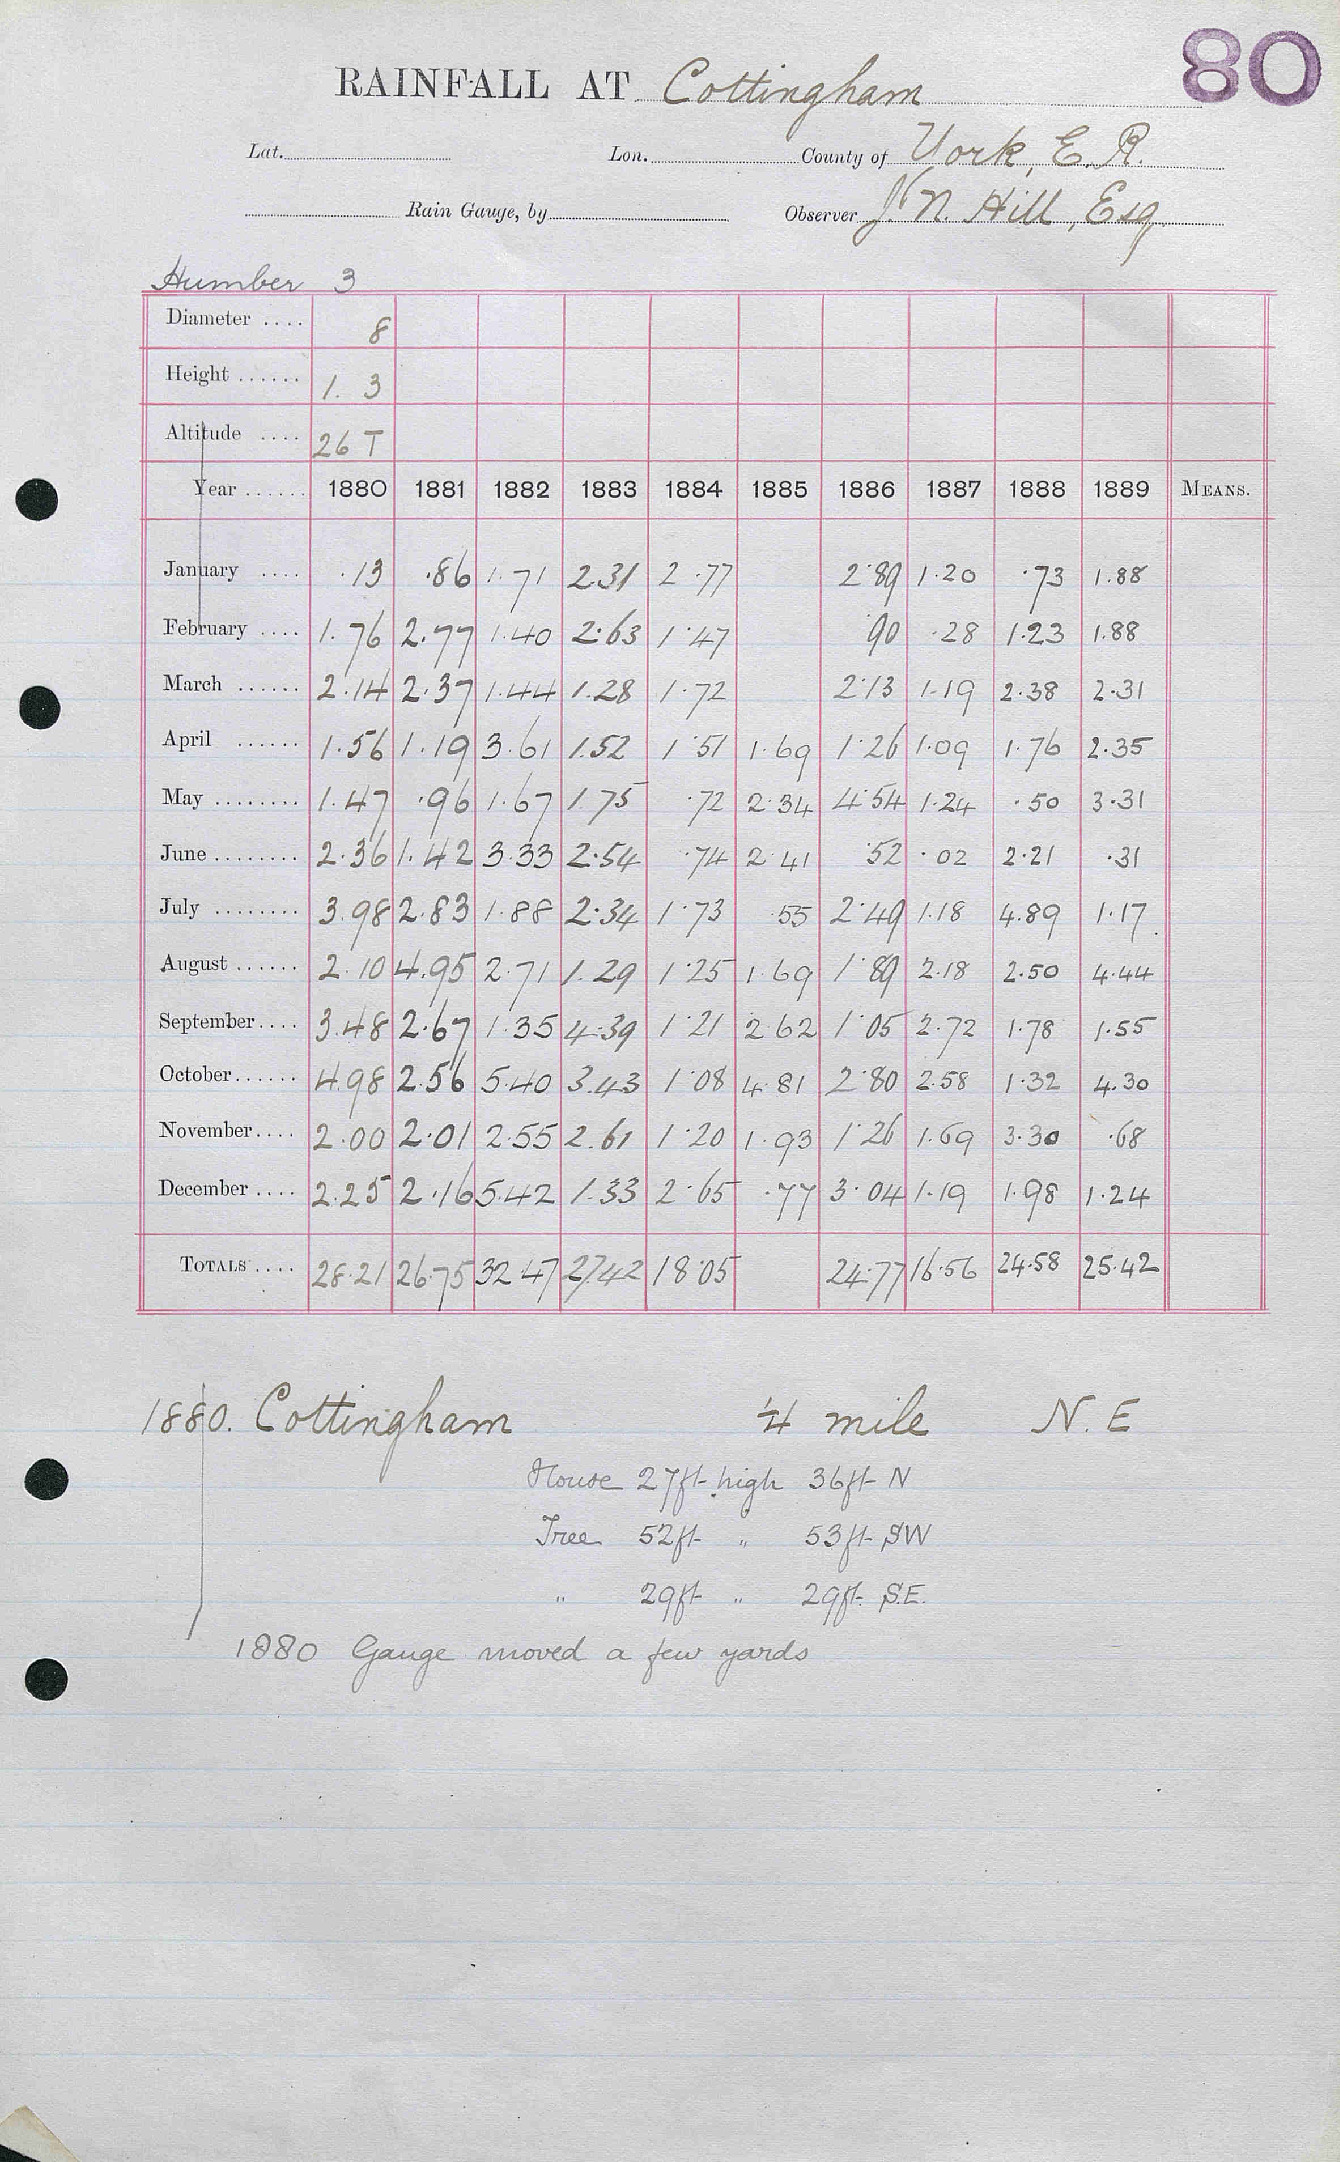 80
RAINFALL AT Cottingham
Lat. Lon. County of York, E. R.
Rain Gauge, by Observer N. Hill, Esq
Humber 3
Diameter .... 8
Height ...... 1. 3
Altitude .... 26 T
Year ...... 1880 1881 1882 1883 1884 1885 1886 1887 1888 1889 MEANS.
January .... .13 .86 1.71 2.31 2.77 2.89 1.20 .73 1.88
February .... 1.76 2.77 1.40 2.63 1.47 90 .28 1.23 1.88
March ...... 2.14 2.37 1.44 1.28 1.72 2.13 1.19 2.38 2.31
April ...... 1.56 1.19 3.61 1.52 1.51 1.69 1.26 1.09 1.76 2.35
May ........ 1.47 .96 1.67 1.75 .72 2.34 4.54 1.24 .50 3.31
June ........ 2.36 1.42 3.33 2.54 .74 2.41 .52 .02 2.21 .31
July ........ 3.98 2.83 1.88 2.34 1.73 .55 2.49 1.18 4.89 1.17
August ...... 2.10 4.95 2.71 1.29 1.25 1.69 1.89 2.18 2.50 4.44
September.... 3.48 2.67 1.35 4.39 1.21 2.62 1.05 2.72 1.78 1.55
October...... 4.98 2.56 5.40 3.43 1.08 4.81 2.80 2.58 1.32 4.30
November.... 2.00 2.01 2.55 2.61 1.20 1.93 1.26 1.69 3.30 .68
December .... 2.25 2.16 5.42 1.33 2.65 .77 3.04 1.19 1.98 1.24
TOTALS .... 28.21 26.75 32.47 27.42 18.05 24.77 16.56 24.58 25.42
1880. Cottingham ¼ mile N. E
House 27ft high 36ft N
Tree 52ft " 53ft SW
" 29ft " 29ft. S.E.
1880 Gauge moved a few yards